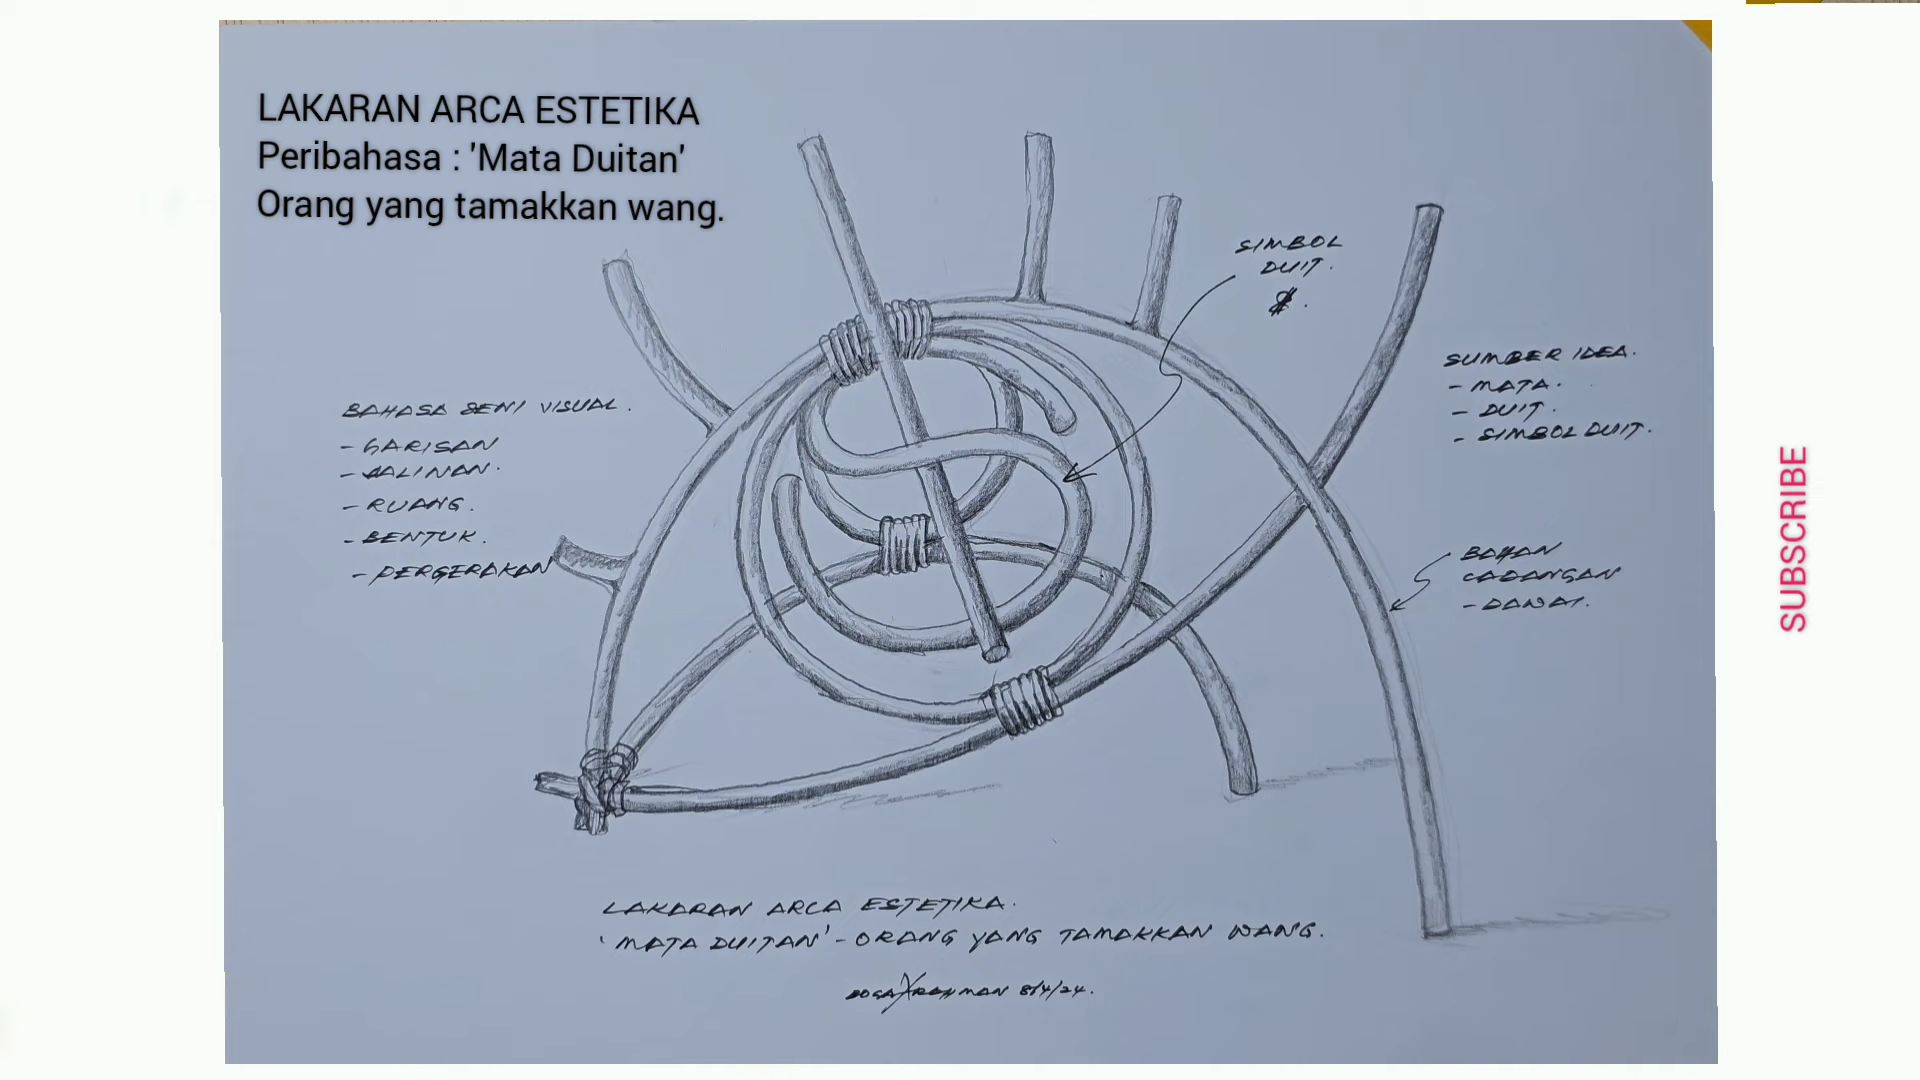 LAKARAN ARCA ESTETIKA
Peribahasa : 'Mata Duitan'
Orang yang tamakkan wang.
SIMBOL
DUIT.
$.
SUMBER IDEA.
- MATA.
- DUIT.
- SIMBOL DUIT.
BAHASA SENI VISUAL.
- GARISAN
- JALINAN.
- RUANG.
- BENTUK.
- PERGERAKAN
BAHAN
CADANGAN
- DAWAI.
SUBSCRIBE
LAKARAN ARCA ESTETIKA.
'MATA DUITAN' - ORANG YANG TAMAKKAN WANG.
RAHMAN 8/4/24.